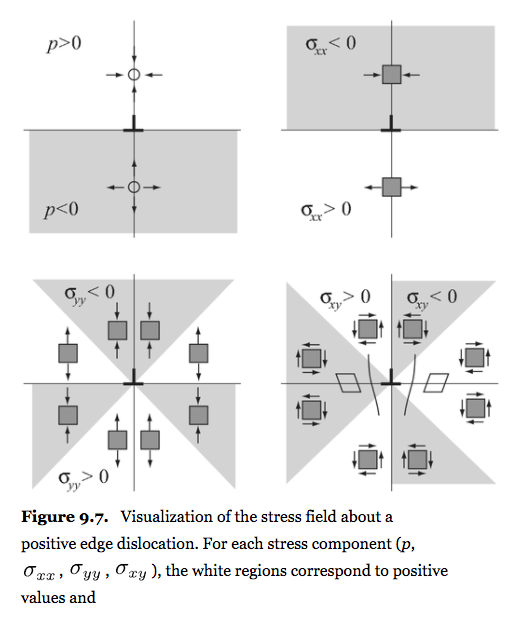 p>0
σxx < 0
p<0
σxx > 0
σyy < 0
σxy > 0
σxy < 0
σyy > 0
Figure 9.7. Visualization of the stress field about a
positive edge dislocation. For each stress component (p,
σxx , σyy , σxy ), the white regions correspond to positive
values and